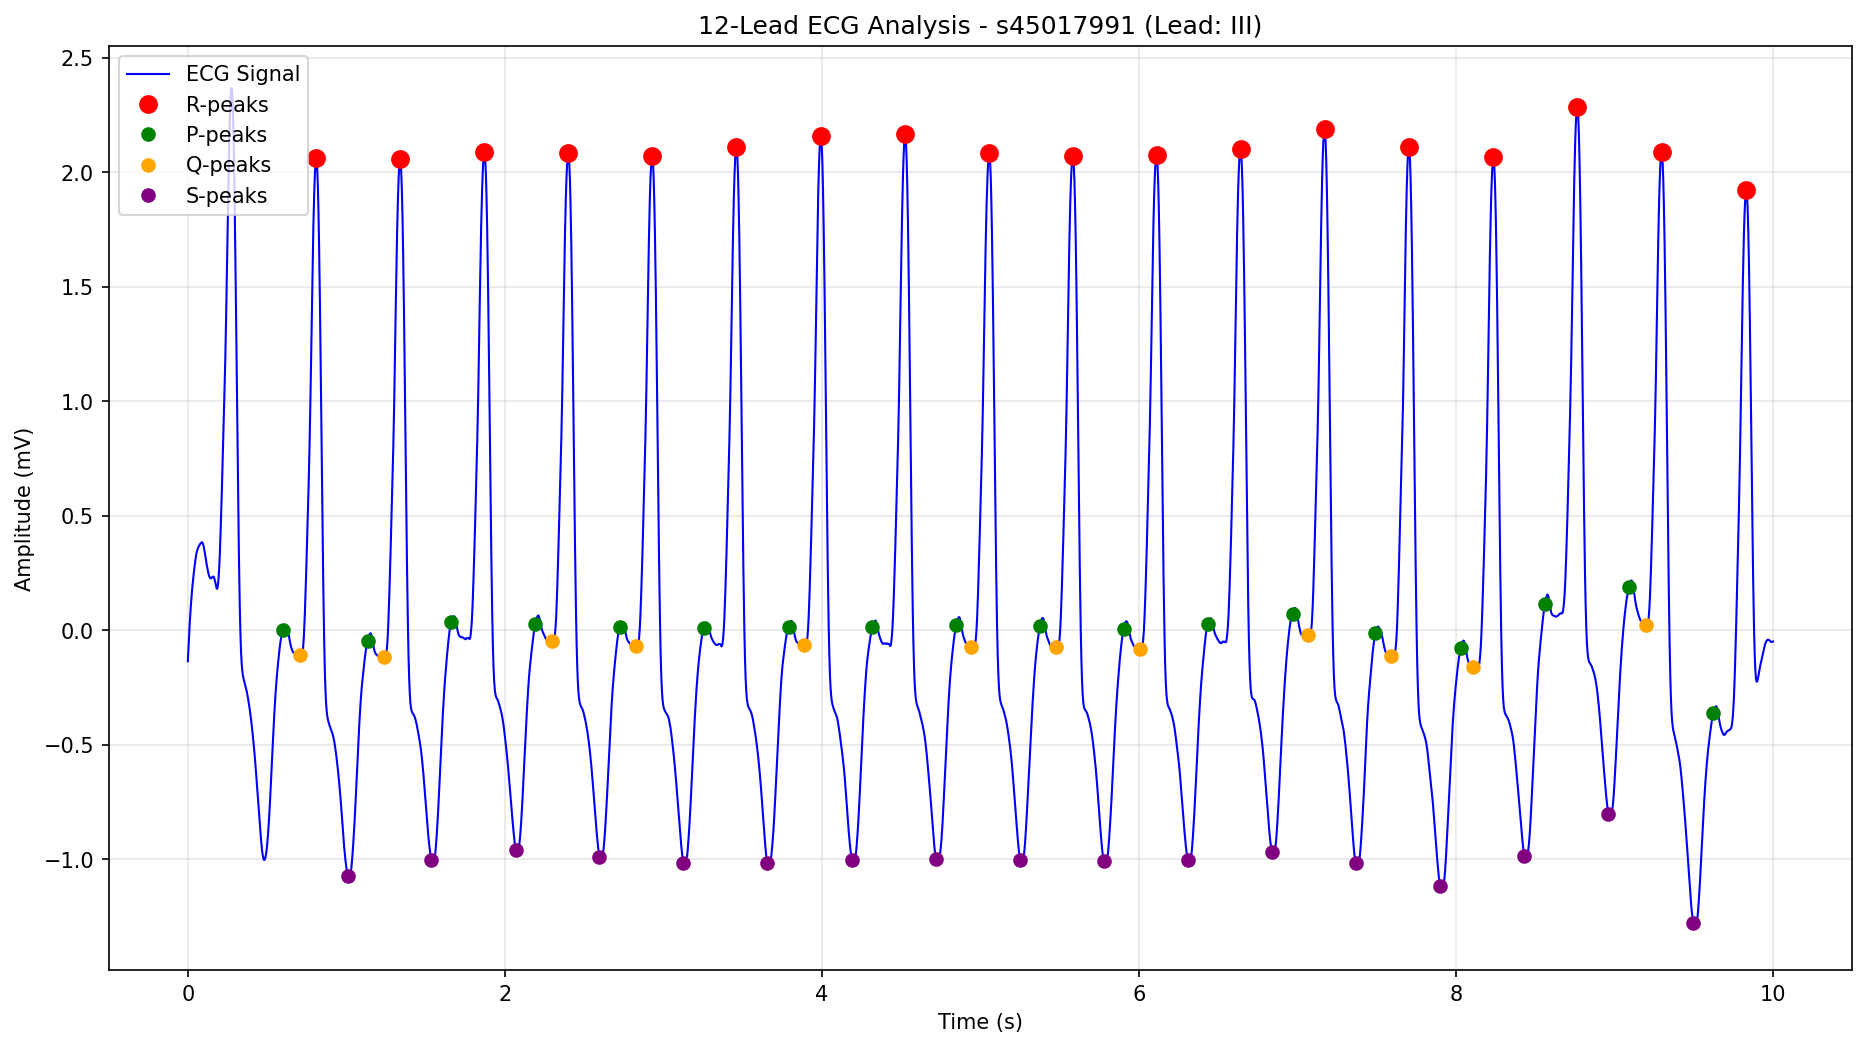 12-Lead ECG Analysis - s45017991 (Lead: III)
ECG Signal
R-peaks
P-peaks
Q-peaks
S-peaks
Amplitude (mV)
2.5
2.0
1.5
1.0
0.5
0.0
−0.5
−1.0
0 2 4 6 8 10
Time (s)